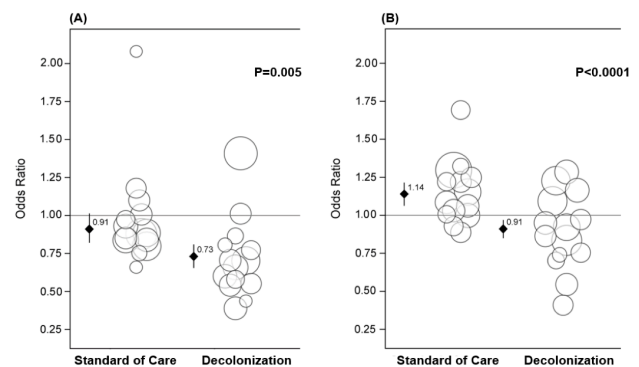 (A)
P=0.005
Odds Ratio
2.00
1.75
1.50
1.25
1.00
0.75
0.50
0.25
0.91
0.73
Standard of Care
Decolonization
(B)
P<0.0001
Odds Ratio
2.00
1.75
1.50
1.25
1.00
0.75
0.50
0.25
1.14
0.91
Standard of Care
Decolonization